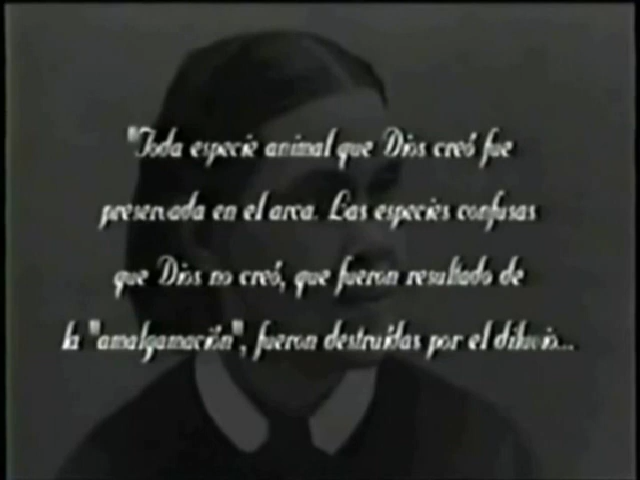 "Toda especie animal que Dios creó fue
preservada en el arca. Las especies confusas
que Dios no creó, que fueron resultado de
la "amalgamación", fueron destruídas por el diluvio...